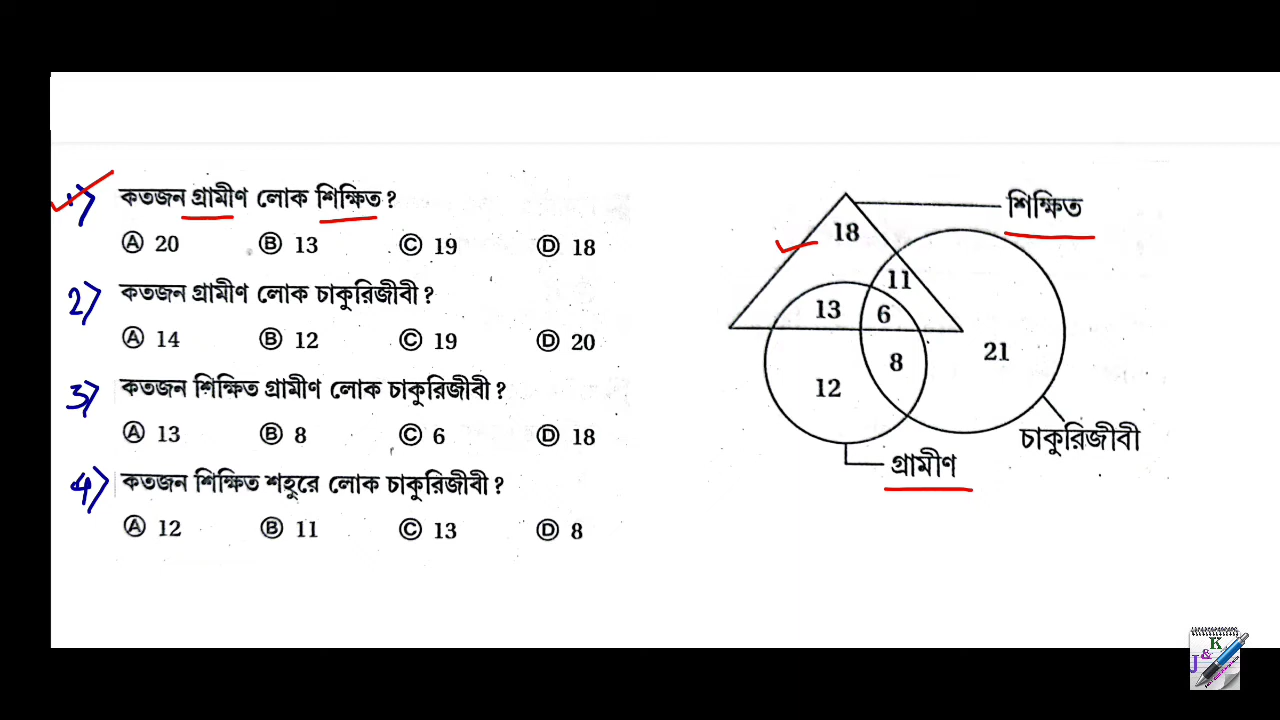 1) কতজন গ্রামীণ লোক শিক্ষিত ?
Ⓐ 20 Ⓑ 13 Ⓒ 19 Ⓓ 18
2) কতজন গ্রামীণ লোক চাকুরিজীবী ?
Ⓐ 14 Ⓑ 12 Ⓒ 19 Ⓓ 20
3) কতজন শিক্ষিত গ্রামীণ লোক চাকুরিজীবী ?
Ⓐ 13 Ⓑ 8 Ⓒ 6 Ⓓ 18
4) কতজন শিক্ষিত শহুরে লোক চাকুরিজীবী ?
Ⓐ 12 Ⓑ 11 Ⓒ 13 Ⓓ 8
শিক্ষিত
18
11
13 6
8 21
12
চাকুরিজীবী
গ্রামীণ
J&K